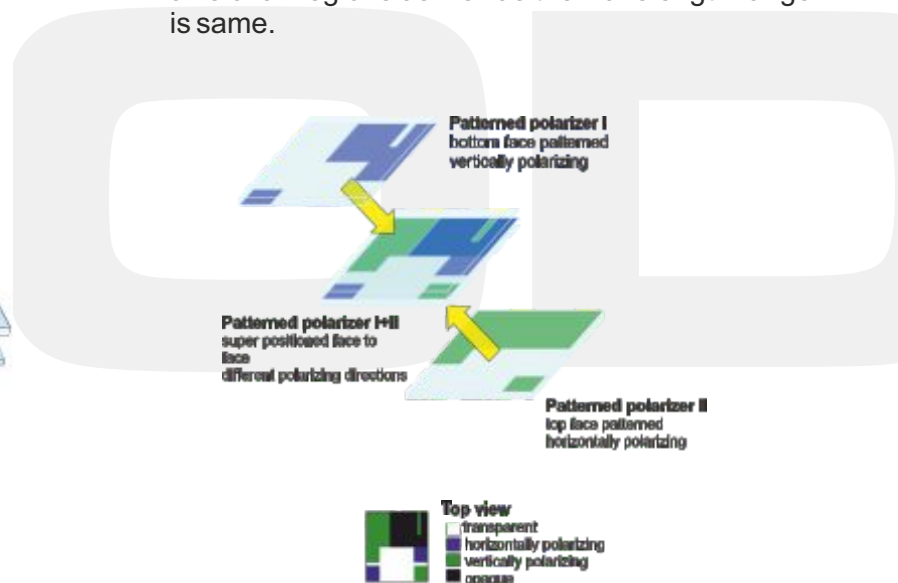 is same.
Patterned polarizer I
bottom face patterned
vertically polarizing
Patterned polarizer I+II
super positioned face to
face
different polarizing directions
Patterned polarizer II
top face patterned
horizontally polarizing
Top view
transparent
horizontally polarizing
vertically polarizing
opaque